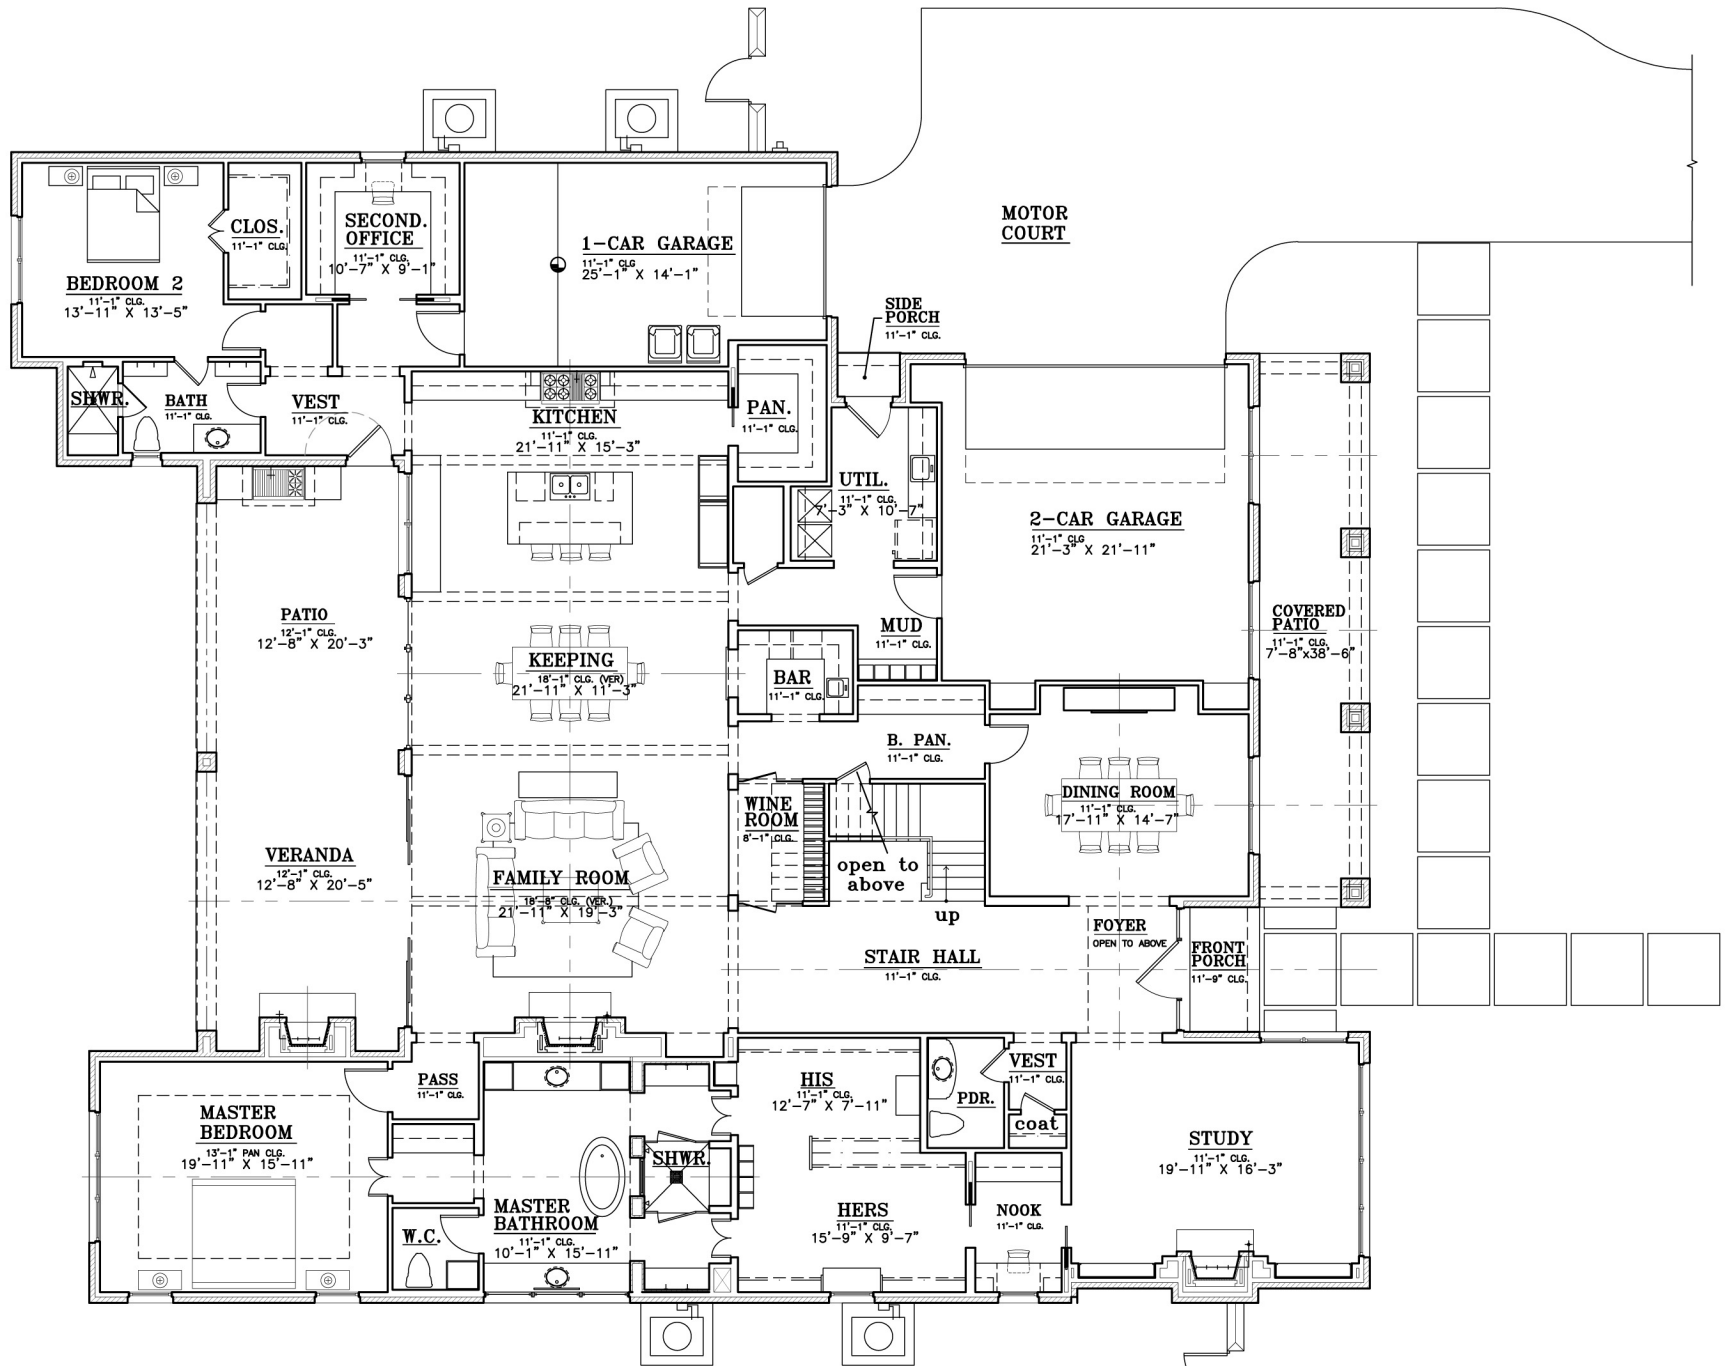 MOTOR
COURT
CLOS.
11'-1" CLG.
SECOND.
OFFICE
11'-1" CLG.
10'-7" X 9'-1"
1-CAR GARAGE
11'-1" CLG
25'-1" X 14'-1"
BEDROOM 2
11'-1" CLG.
13'-11" X 13'-5"
SIDE
PORCH
11'-1" CLG.
SHWR.
BATH
11'-1" CLG.
VEST
11'-1" CLG.
KITCHEN
11'-1" CLG.
21'-11" X 15'-3"
PAN.
11'-1" CLG.
UTIL.
11'-1" CLG.
7'-3" X 10'-7"
2-CAR GARAGE
11'-1" CLG
21'-3" X 21'-11"
PATIO
12'-1" CLG.
12'-8" X 20'-3"
MUD
11'-1" CLG.
COVERED
PATIO
11'-1" CLG.
7'-8"x38'-6"
KEEPING
18'-1" CLG. (VER)
21'-11" X 11'-3"
BAR
11'-1" CLG.
B. PAN.
11'-1" CLG.
DINING ROOM
11'-1" CLG.
17'-11" X 14'-7"
WINE
ROOM
8'-1" CLG.
VERANDA
12'-1" CLG.
12'-8" X 20'-5"
FAMILY ROOM
18'-8" CLG. (VER.)
21'-11" X 19'-3"
open to
above
up
FOYER
OPEN TO ABOVE
STAIR HALL
11'-1" CLG.
FRONT
PORCH
11'-9" CLG.
PASS
11'-1" CLG.
HIS
11'-1" CLG.
12'-7" X 7'-11"
PDR.
VEST
11'-1" CLG.
coat
MASTER
BEDROOM
13'-1" PAN CLG.
19'-11" X 15'-11"
SHWR.
STUDY
11'-1" CLG.
19'-11" X 16'-3"
W.C.
MASTER
BATHROOM
11'-1" CLG.
10'-1" X 15'-11"
HERS
11'-1" CLG.
15'-9" X 9'-7"
NOOK
11'-1" CLG.